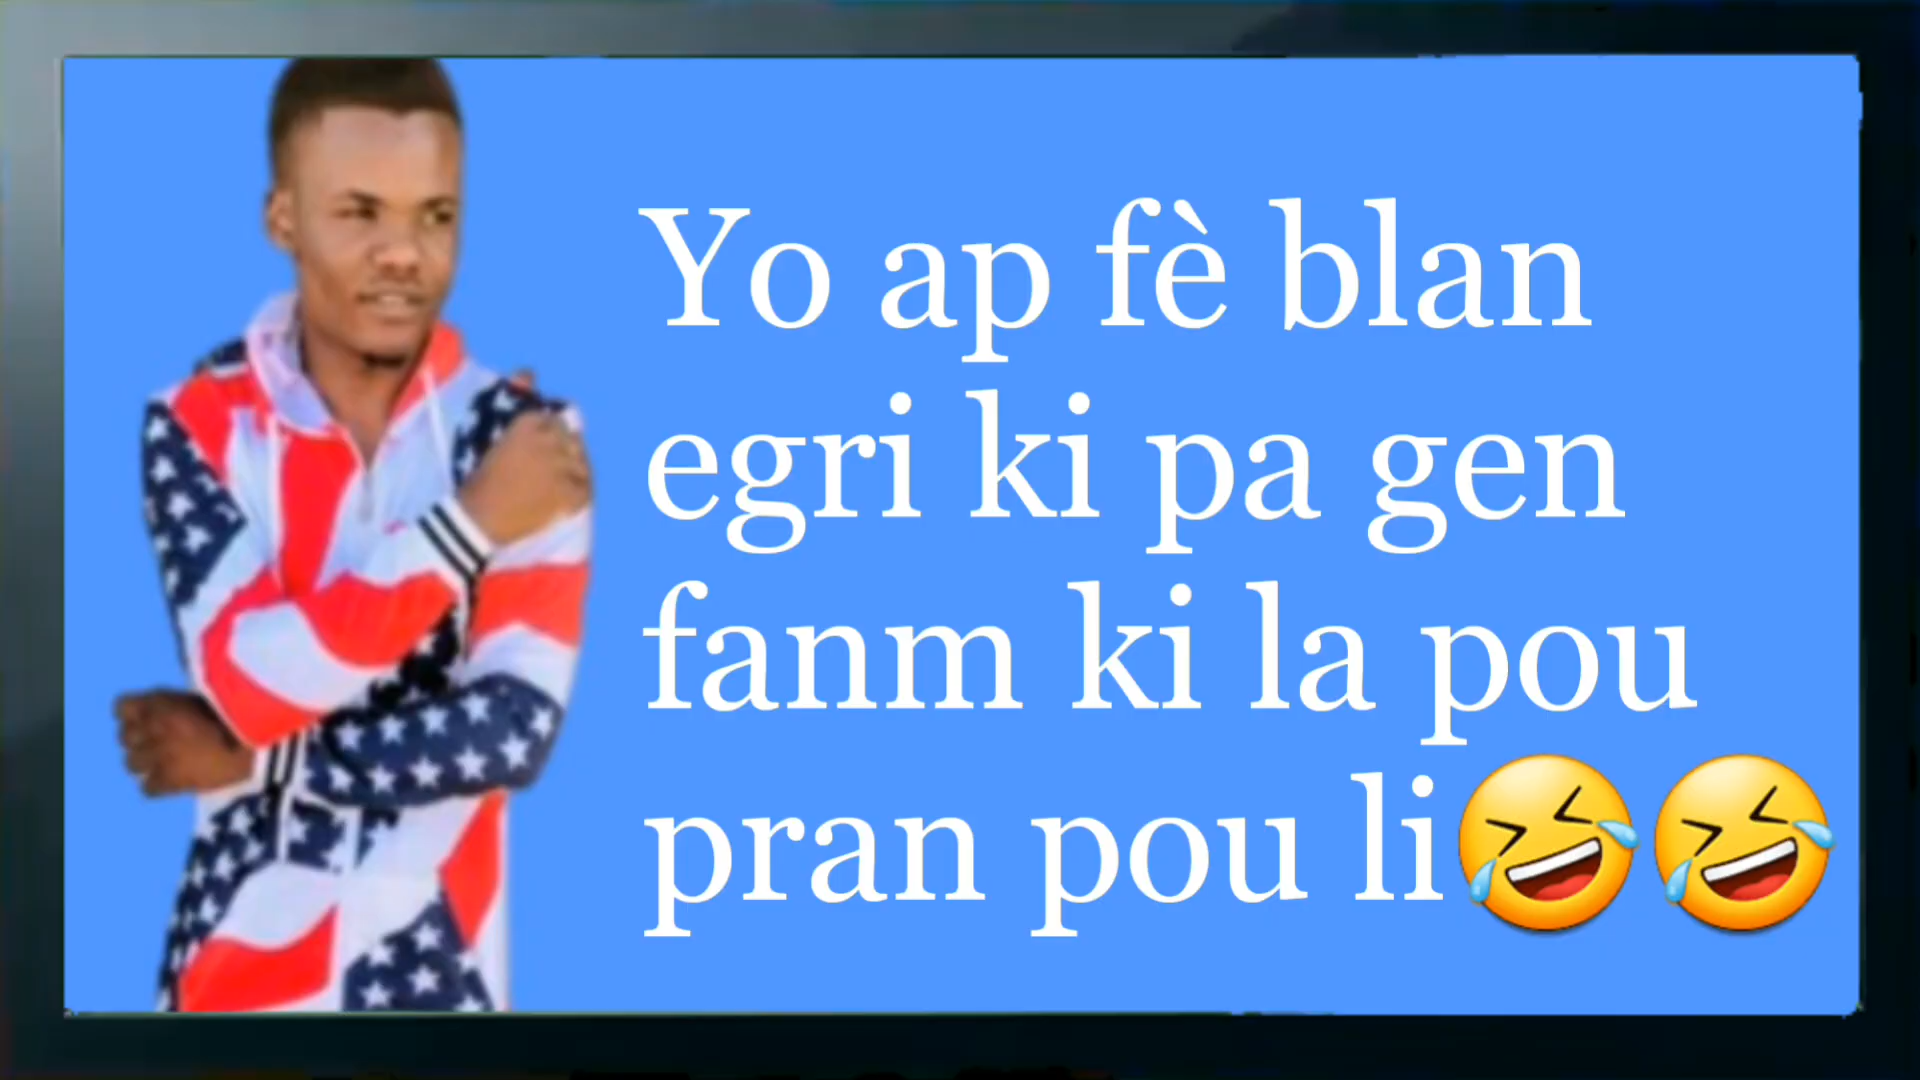 Yo ap fè blan
egri ki pa gen
fanm ki la pou
pran pou li🤣🤣